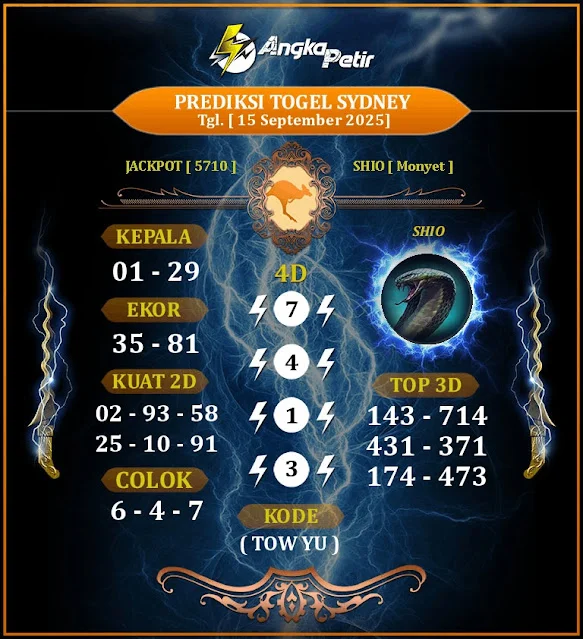 Angka Petir
PREDIKSI TOGEL SYDNEY
Tgl. [ 15 September 2025]
JACKPOT [ 5710 ]
SHIO [ Monyet ]
KEPALA
01 - 29
EKOR
35 - 81
KUAT 2D
02 - 93 - 58
25 - 10 - 91
COLOK
6 - 4 - 7
4D
7
4
1
3
KODE
( TOW YU )
SHIO
TOP 3D
143 - 714
431 - 371
174 - 473